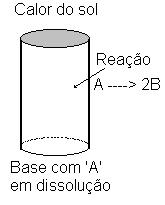 Calor do sol
Reação
A ----> 2B
Base com 'A'
em dissolução